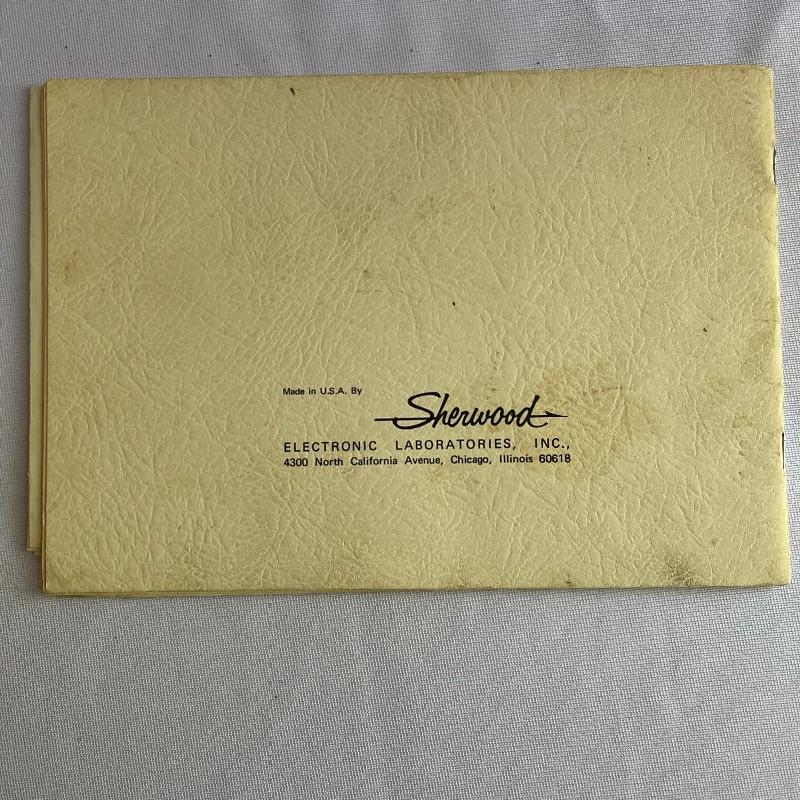 Made in U.S.A. By
Sherwood
ELECTRONIC LABORATORIES, INC.,
4300 North California Avenue, Chicago, Illinois 60618